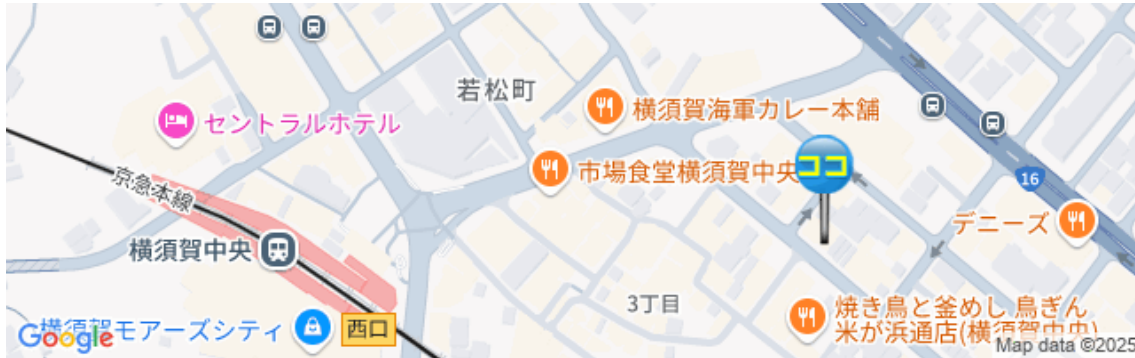 若松町
横須賀海軍カレー本舗
セントラルホテル
市場食堂横須賀中央
ココ
京急本線
16
横須賀中央
デニーズ
3丁目
焼き鳥と釜めし 鳥ぎん
米が浜通店(横須賀中央)
横須賀モアーズシティ
西口
Google
Map data ©2025